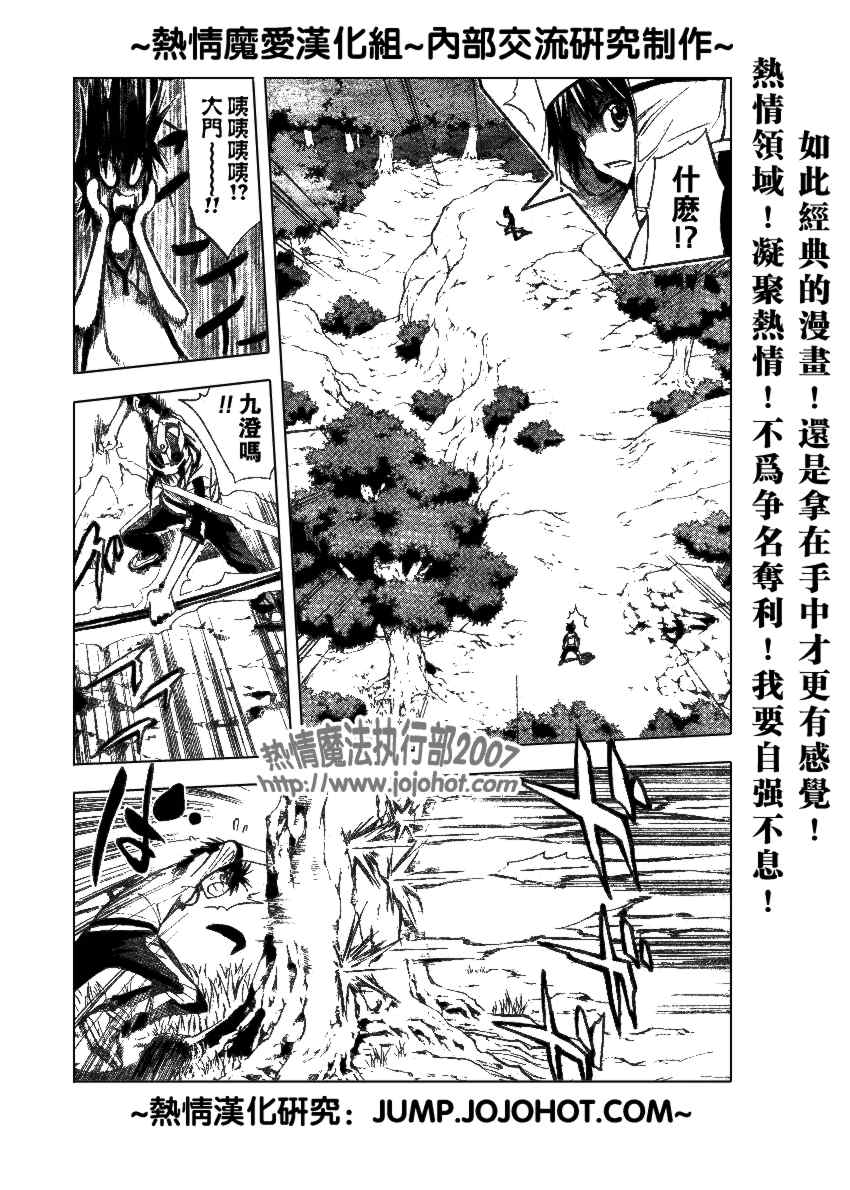 ~熱情魔愛漢化組~內部交流研究制作~
如此經典的漫畫！還是拿在手中才更有感覺！
熱情領域！凝聚熱情！不爲争名奪利！我要自强不息！
什麽!?
咦咦咦咦!?
大門～～～～!!
九澄嗎
!!
熱情魔法执行部2007
http://www.jojohot.com
ば
っ
~熱情漢化研究：JUMP.JOJOHOT.COM~